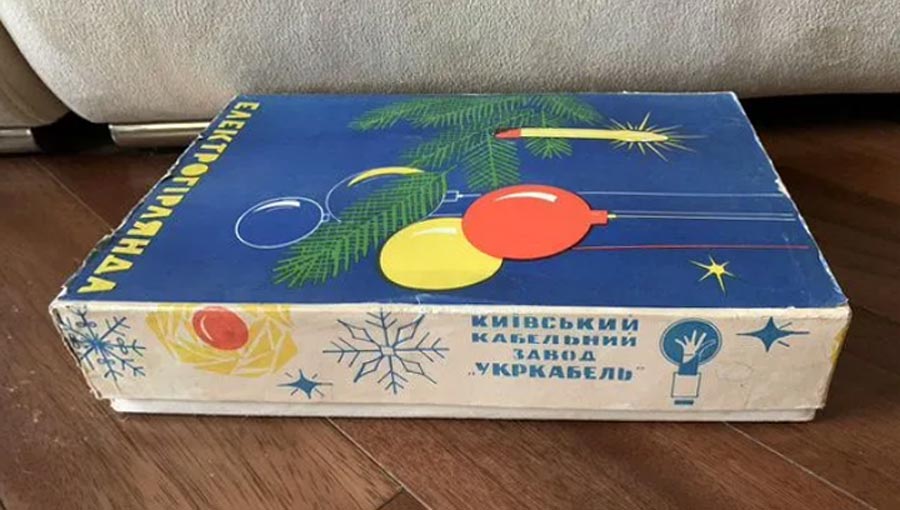 ЕЛЕКТРОГІРЛЯНДА
КИЇВСЬКИЙ
КАБЕЛЬНИЙ
ЗАВОД
„УКРКАБЕЛЬ"